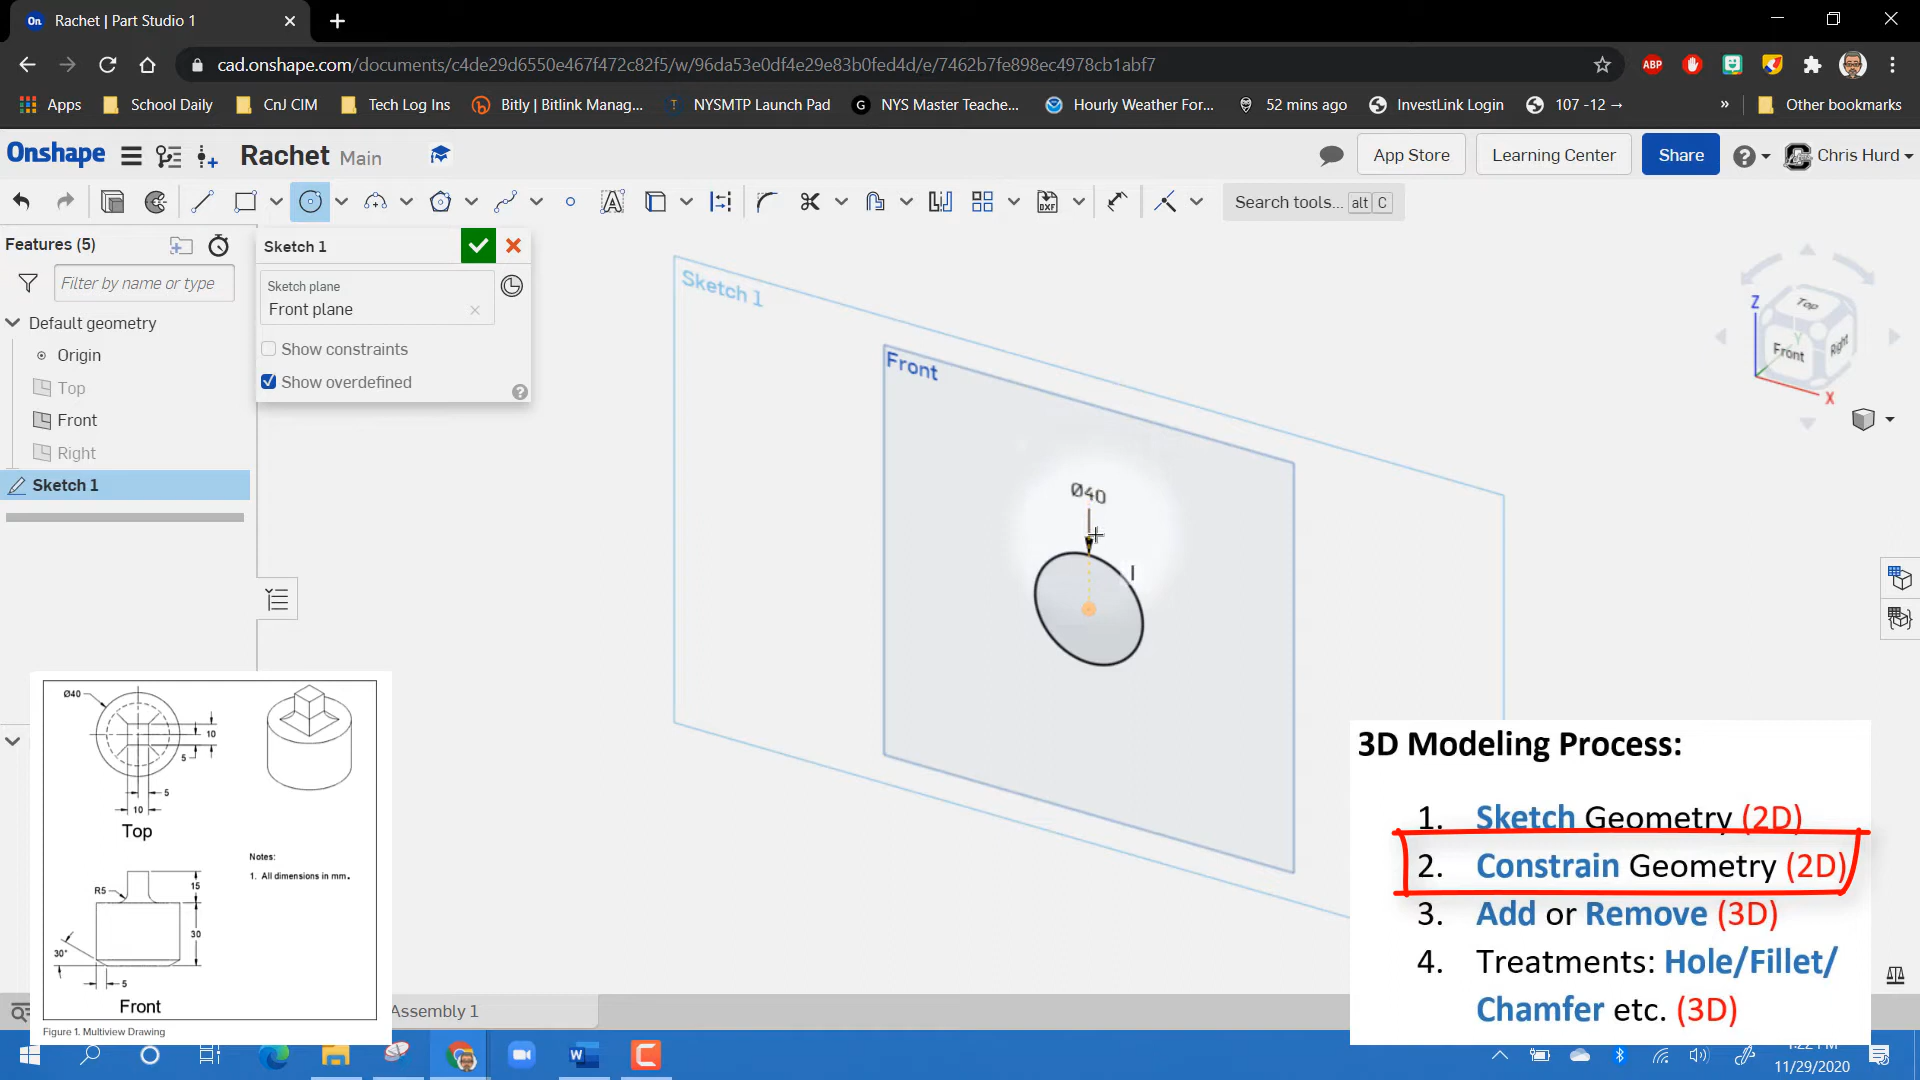 Rachet | Part Studio 1
cad.onshape.com/documents/c4de29d6550e467f472c82f5/w/96da53e0df4e29e83b0fed4d/e/7462b7fe898ec4978cb1abf7
ABP
Apps
School Daily
CnJ CIM
Tech Log Ins
Bitly | Bitlink Manag...
NYSMTP Launch Pad
NYS Master Teache...
Hourly Weather For...
52 mins ago
InvestLink Login
107 -12 →
»
Other bookmarks
Onshape
Rachet Main
App Store
Learning Center
Share
Chris Hurd
DXF
Search tools... alt C
Features (5)
Filter by name or type
Default geometry
Origin
Top
Front
Right
Sketch 1
Sketch 1
Sketch plane
Front plane
Show constraints
Show overdefined
Sketch 1
Front
Ø40
Z
Top
Front
Right
Y
X
Ø40
10
5
5
10
Top
Notes:
1. All dimensions in mm.
R5
15
30
30°
5
Front
Figure 1. Multiview Drawing
3D Modeling Process:
1. Sketch Geometry (2D)
2. Constrain Geometry (2D)
3. Add or Remove (3D)
4. Treatments: Hole/Fillet/
Chamfer etc. (3D)
Assembly 1
11/29/2020